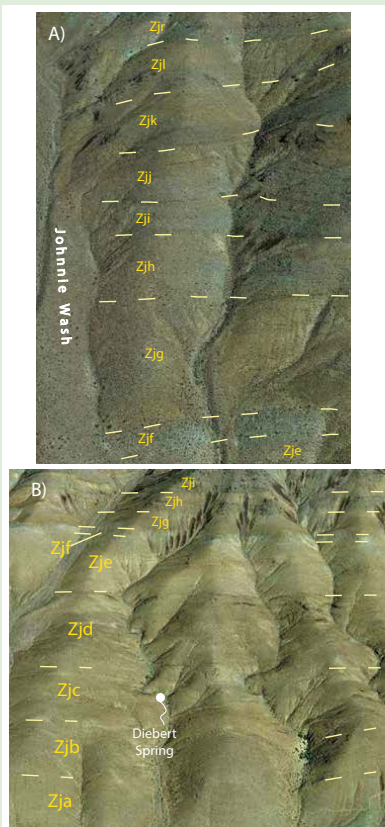 A)
Zjr
Zjl
Zjk
Zjj
Zji
Zjh
Johnnie Wash
Zjg
Zjf
Zje
B)
Zji
Zjh
Zjg
Zjf
Zje
Zjd
Zjc
Diebert
Spring
Zjb
Zja